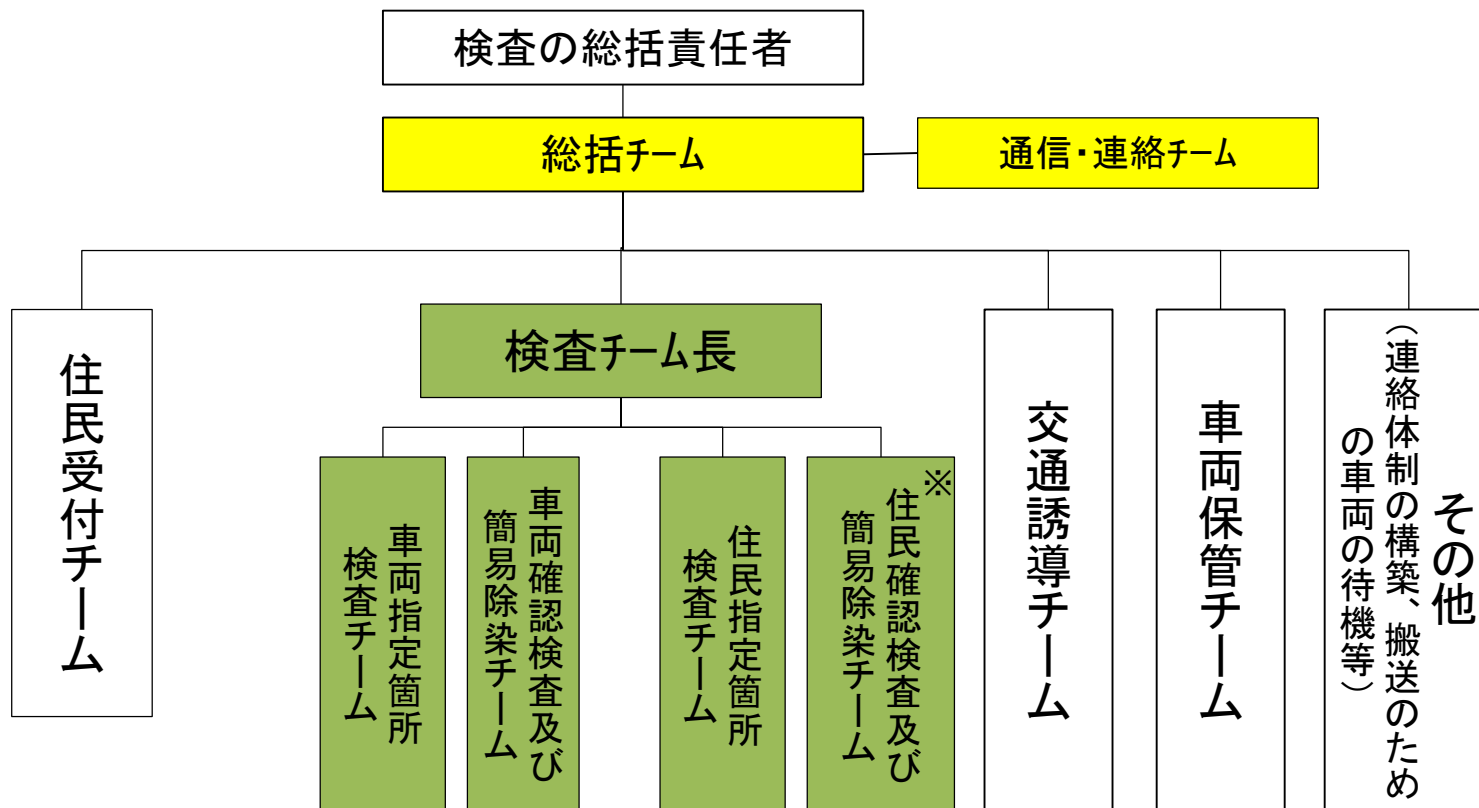 検査の総括責任者
総括チーム
通信・連絡チーム
住民受付チーム
検査チーム長
車両指定箇所
検査チーム
車両確認検査及び
簡易除染チーム
住民指定箇所
検査チーム
※
住民確認検査及び
簡易除染チーム
交通誘導チーム
車両保管チーム
その他
（連絡体制の構築、搬送のため
の車両の待機等）